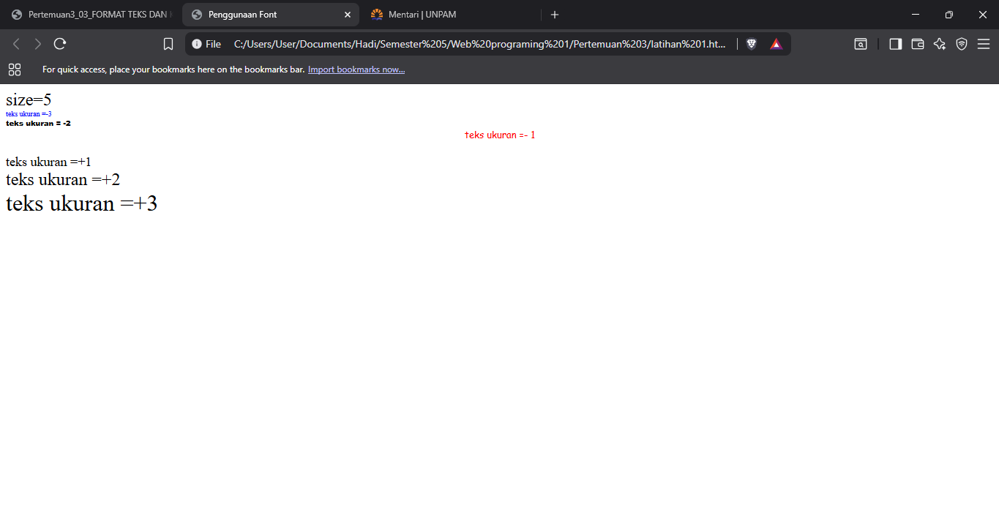 Pertemuan3_03_FORMAT TEKS DAN
Penggunaan Font
Mentari | UNPAM
File C:/Users/User/Documents/Hadi/Semester%205/Web%20programing%201/Pertemuan%203/latihan%201.ht...
For quick access, place your bookmarks here on the bookmarks bar. Import bookmarks now...
size=5
teks ukuran =-3
teks ukuran = -2
teks ukuran =- 1
teks ukuran =+1
teks ukuran =+2
teks ukuran =+3